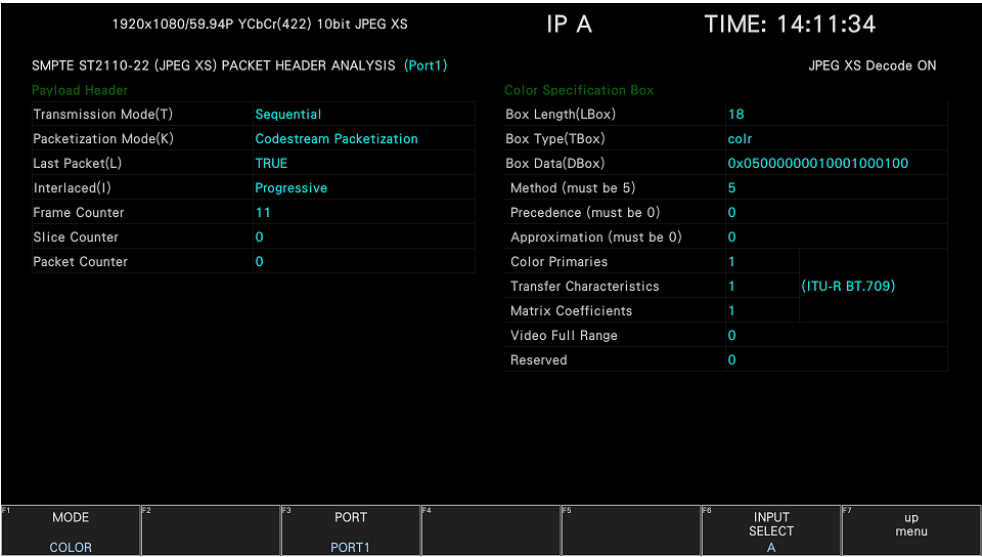 1920x1080/59.94P YCbCr(422) 10bit JPEG XS IP A TIME: 14:11:34
SMPTE ST2110-22 (JPEG XS) PACKET HEADER ANALYSIS (Port1) JPEG XS Decode ON
Payload Header
Transmission Mode(T) Sequential
Packetization Mode(K) Codestream Packetization
Last Packet(L) TRUE
Interlaced(I) Progressive
Frame Counter 11
Slice Counter 0
Packet Counter 0
Color Specification Box
Box Length(LBox) 18
Box Type(TBox) colr
Box Data(DBox) 0x05000000010001000100
Method (must be 5) 5
Precedence (must be 0) 0
Approximation (must be 0) 0
Color Primaries 1
Transfer Characteristics 1 (ITU-R BT.709)
Matrix Coefficients 1
Video Full Range 0
Reserved 0
F1 MODE
COLOR
F2
F3 PORT
PORT1
F4
F5
F6 INPUT
SELECT
A
F7 up
menu